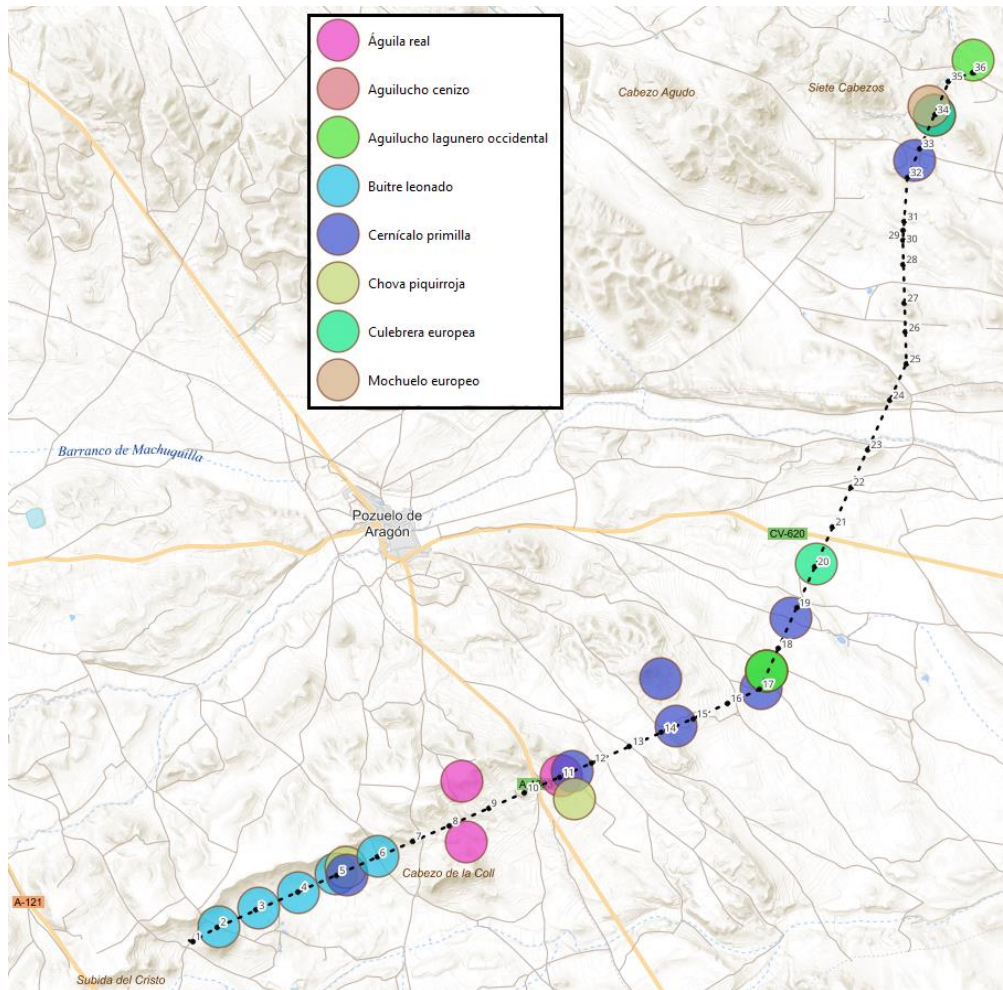 Águila real
Aguilucho cenizo
Aguilucho lagunero occidental
Buitre leonado
Cernícalo primilla
Chova piquirroja
Culebrera europea
Mochuelo europeo
Cabezo Agudo
Siete Cabezos
36
35
34
33
32
31
29
30
28
27
26
25
24
23
22
21
Barranco de Machuquilla
Pozuelo de
Aragón
CV-620
20
19
18
17
16
15
14
13
12
11
10
9
8
7
6
5
4
3
2
1
Cabezo de la Coll
A-121
Subida del Cristo